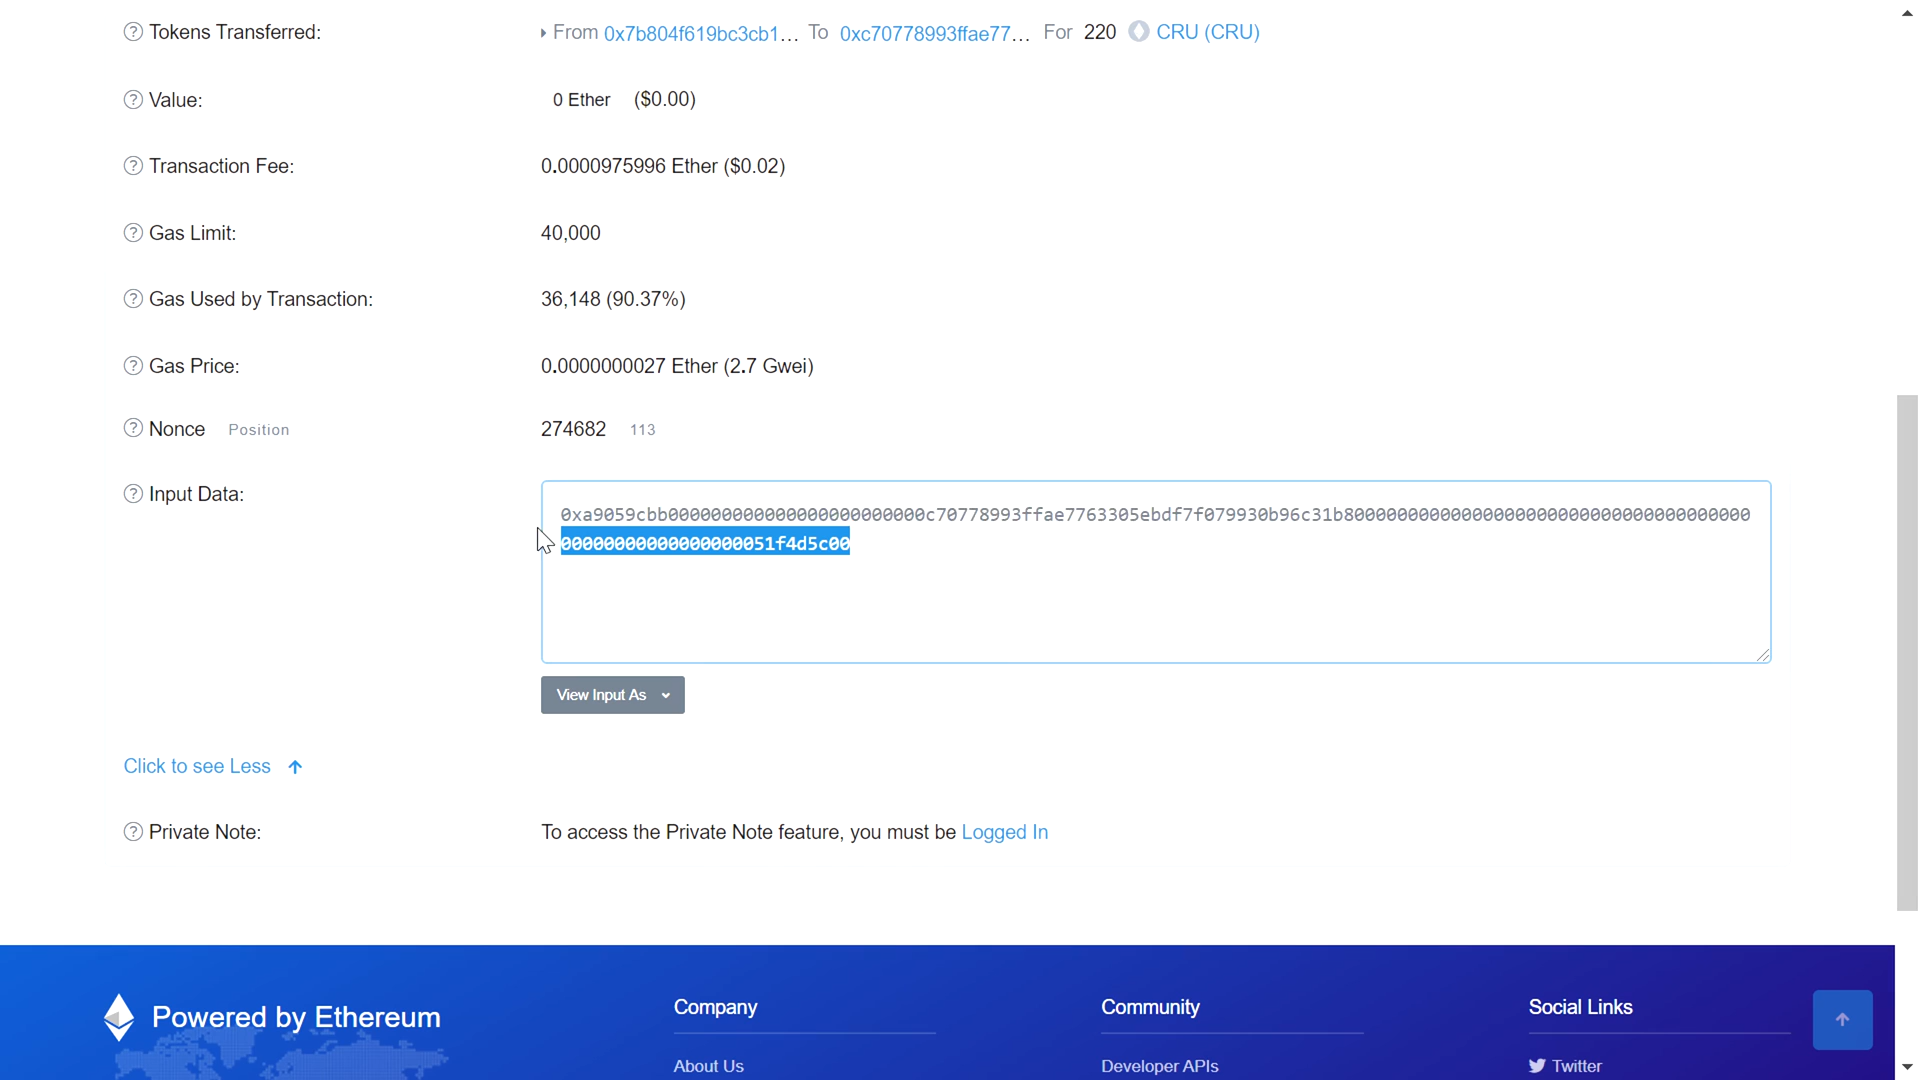 Tokens Transferred: From 0x7b804f619bc3cb1... To 0xc70778993ffae77... For 220 CRU (CRU)
Value: 0 Ether ($0.00)
Transaction Fee: 0.0000975996 Ether ($0.02)
Gas Limit: 40,000
Gas Used by Transaction: 36,148 (90.37%)
Gas Price: 0.0000000027 Ether (2.7 Gwei)
Nonce Position 274682 113
Input Data:
0xa9059cbb000000000000000000000000c70778993ffae7763305ebdf7f079930b96c31b80000000000000000000000000000000000000
000000000000000000051f4d5c00
View Input As
Click to see Less
Private Note: To access the Private Note feature, you must be Logged In
Powered by Ethereum
Company
Community
Social Links
About Us
Developer APIs
Twitter